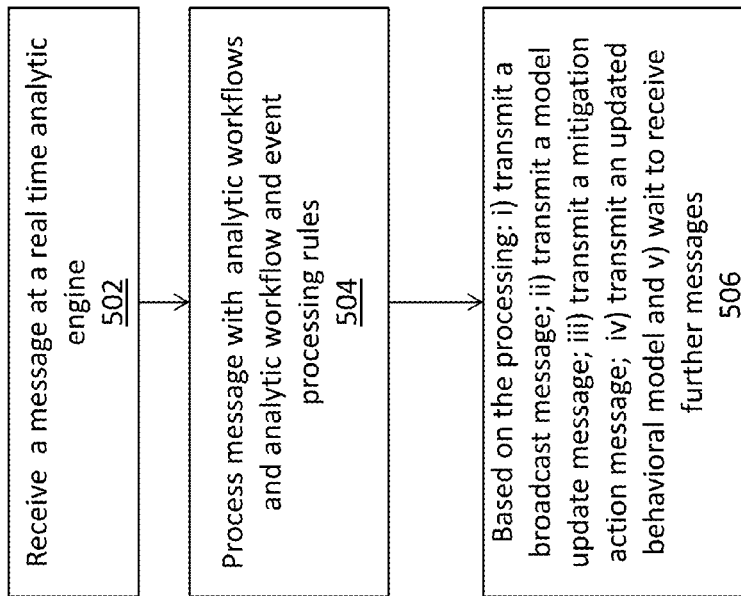 Receive a message at a real time analytic
engine
502
Process message with analytic workflows
and analytic workflow and event
processing rules
504
Based on the processing: i) transmit a
broadcast message; ii) transmit a model
update message; iii) transmit a mitigation
action message; iv) transmit an updated
behavioral model and v) wait to receive
further messages
506